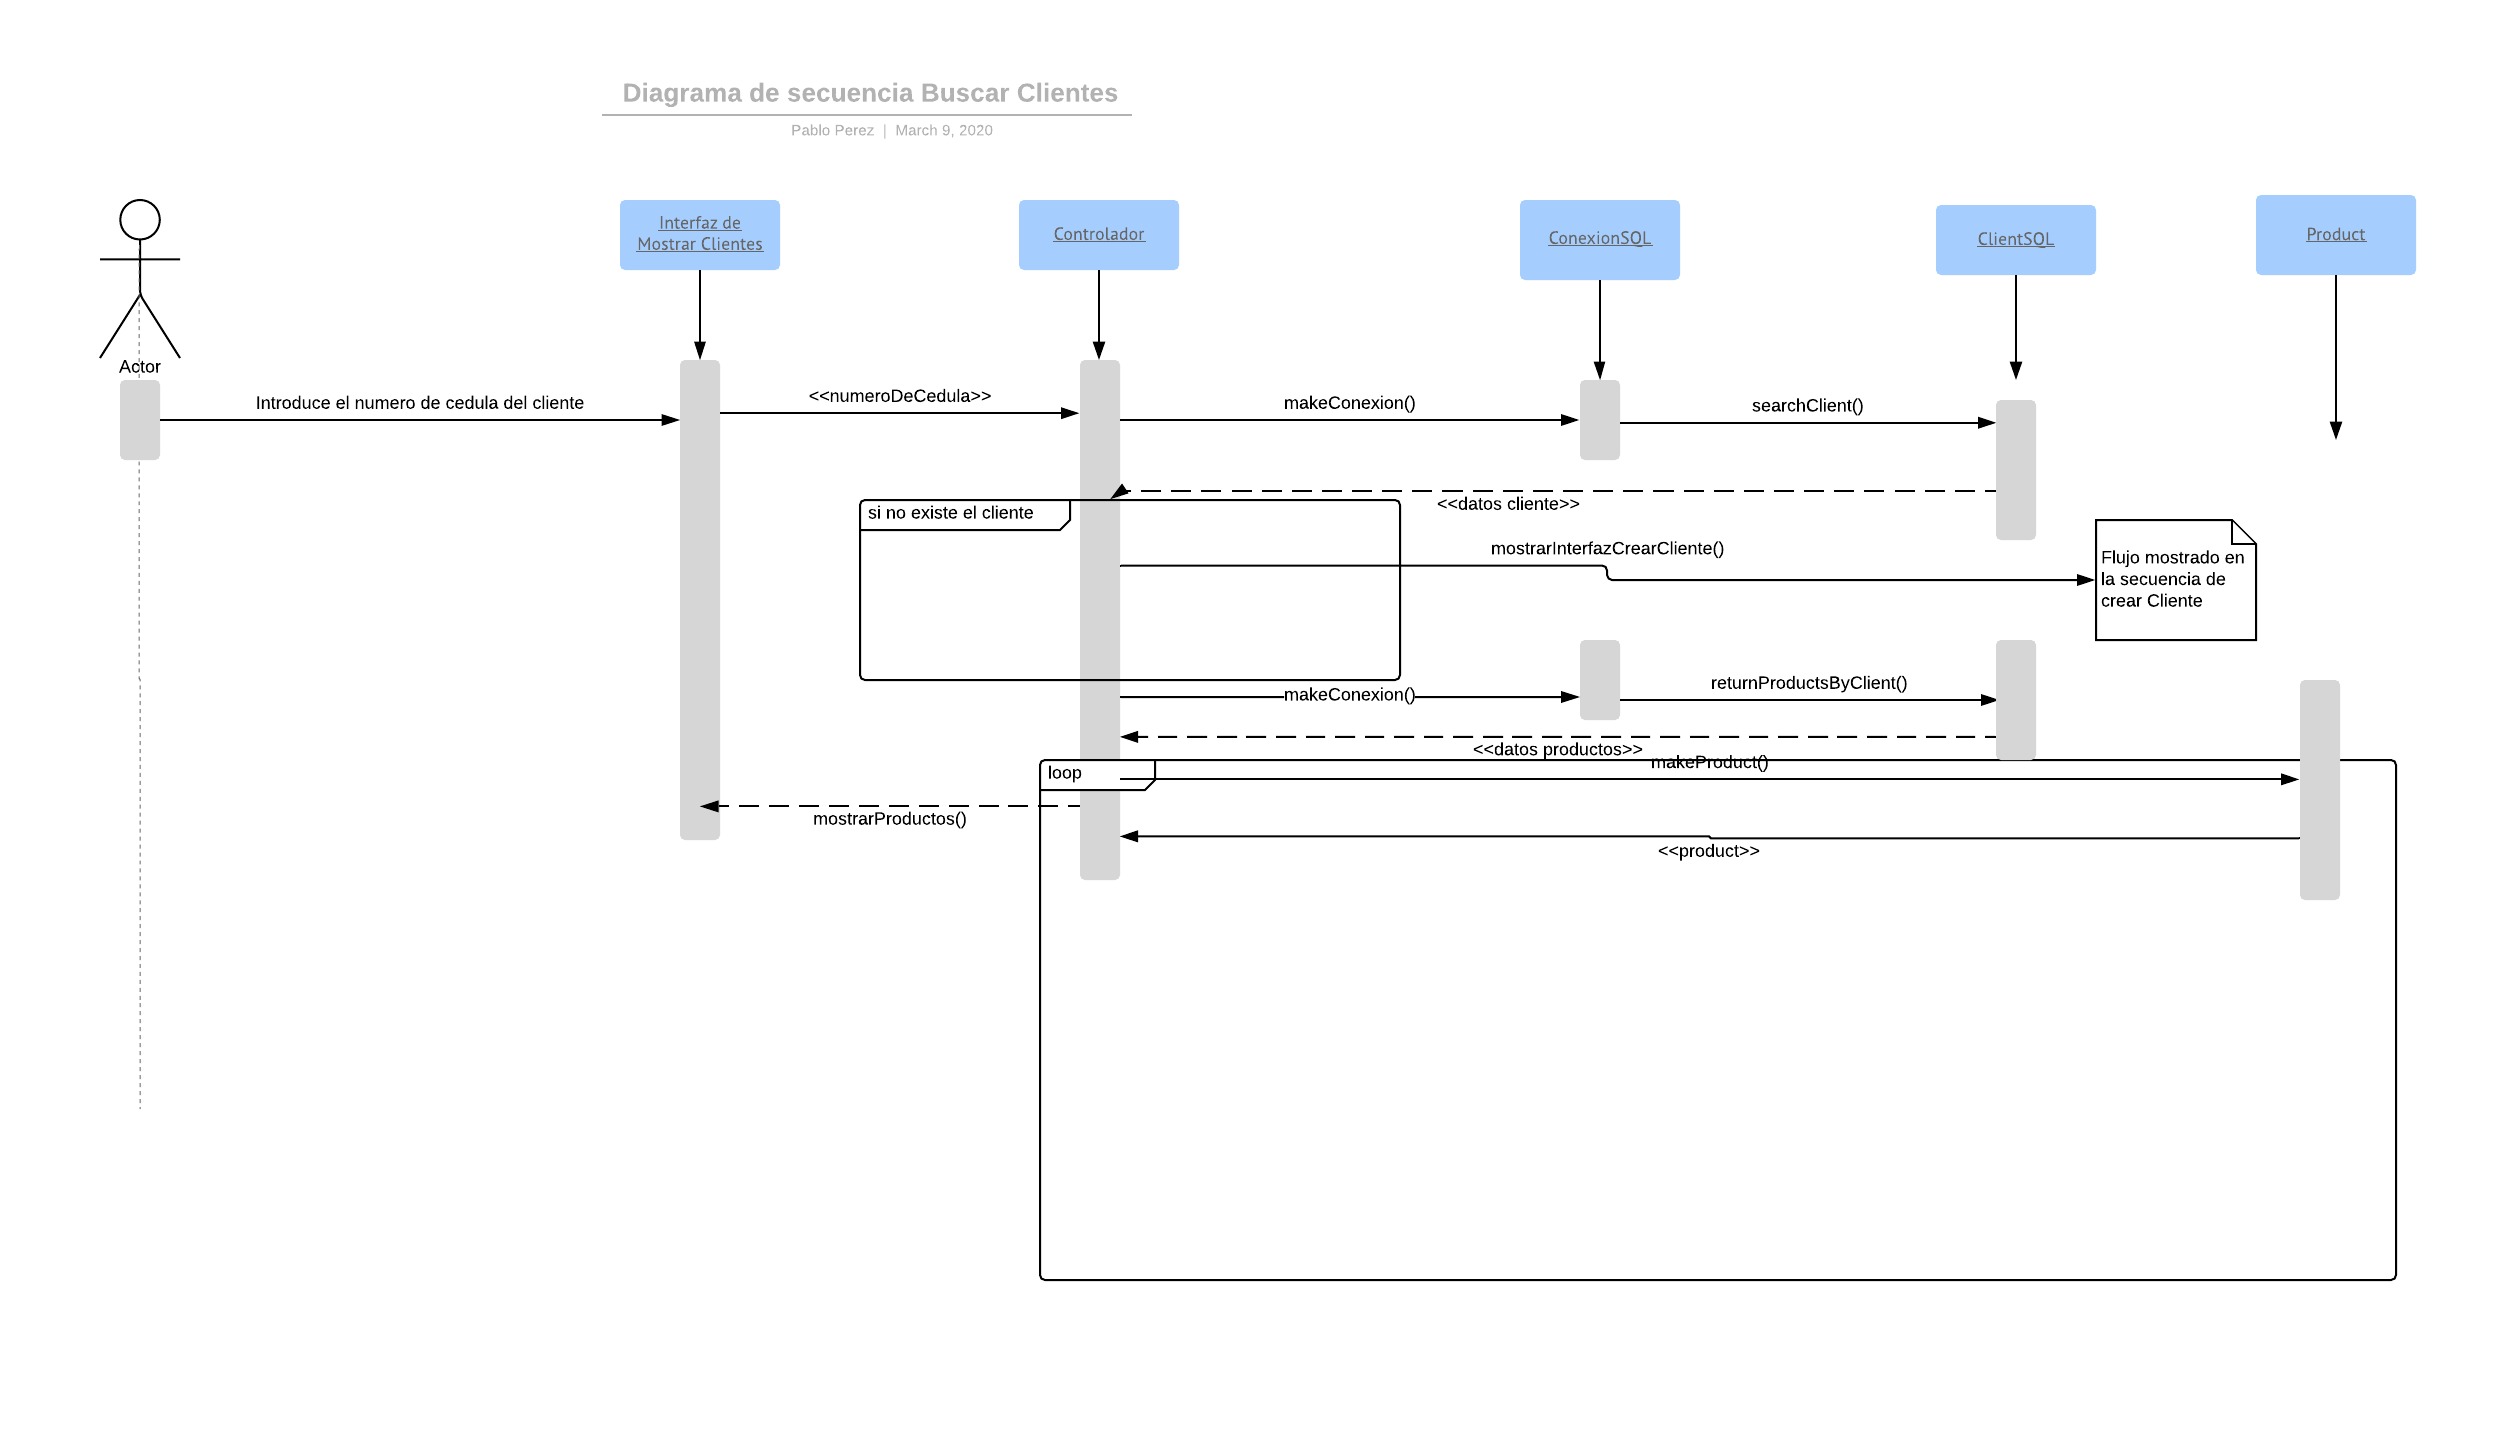 Diagrama de secuencia Buscar Clientes
Pablo Perez | March 9, 2020
Interfaz de
Mostrar Clientes
Controlador
ConexionSQL
ClientSQL
Product
Actor
Introduce el numero de cedula del cliente
<<numeroDeCedula>>
makeConexion()
searchClient()
<<datos cliente>>
si no existe el cliente
mostrarInterfazCrearCliente()
Flujo mostrado en
la secuencia de
crear Cliente
makeConexion()
returnProductsByClient()
<<datos productos>>
makeProduct()
loop
mostrarProductos()
<<product>>